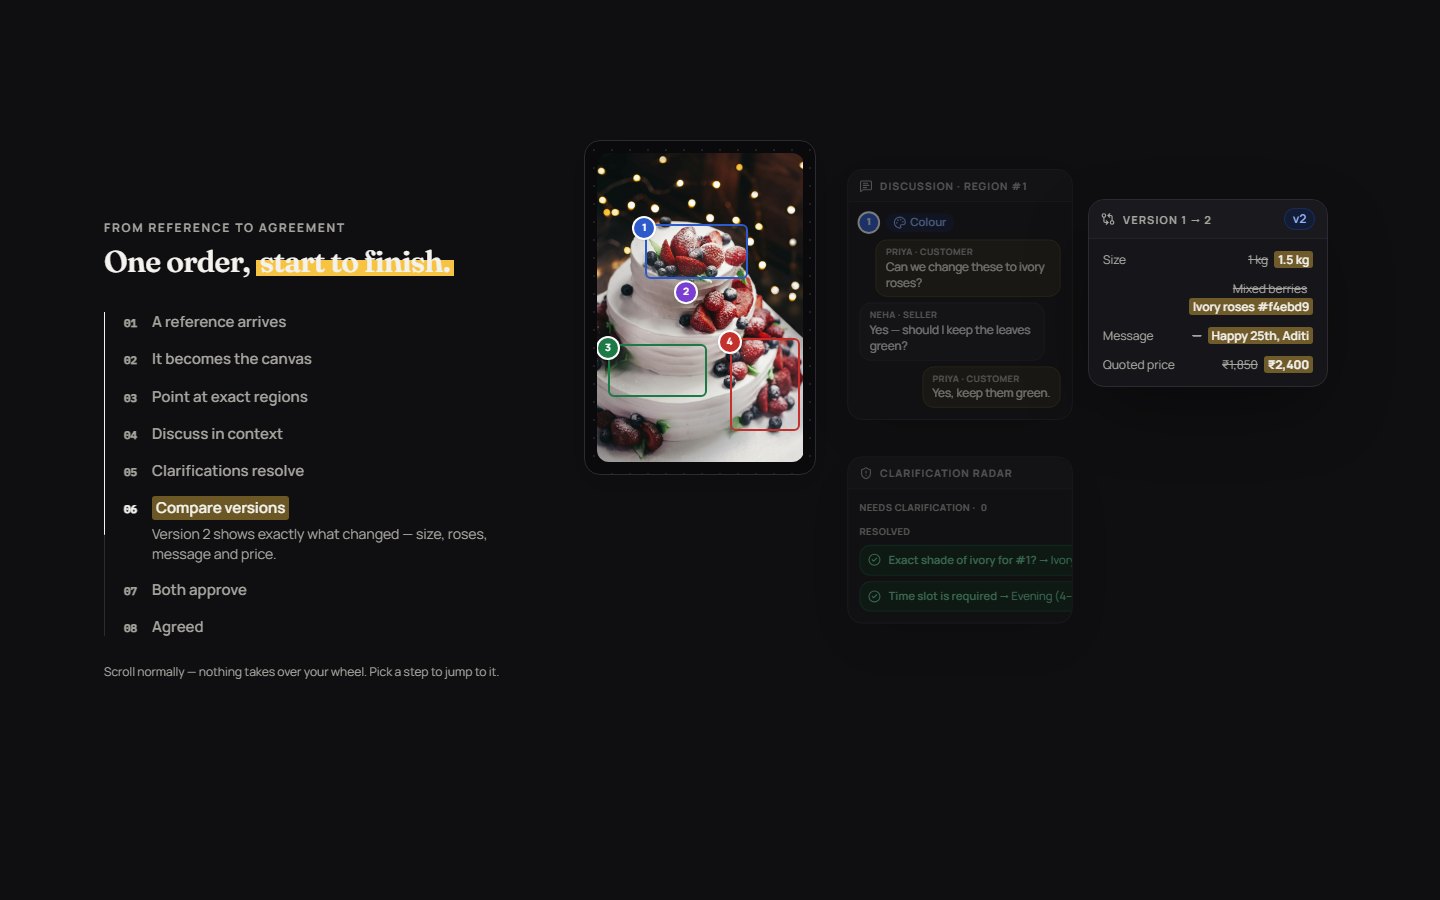 FROM REFERENCE TO AGREEMENT
One order, start to finish.
01 A reference arrives
02 It becomes the canvas
03 Point at exact regions
04 Discuss in context
05 Clarifications resolve
06 Compare versions
Version 2 shows exactly what changed — size, roses,
message and price.
07 Both approve
08 Agreed
Scroll normally — nothing takes over your wheel. Pick a step to jump to it.
1
2
3
4
DISCUSSION · REGION #1
1 Colour
PRIYA · CUSTOMER
Can we change these to ivory
roses?
NEHA · SELLER
Yes — should I keep the leaves
green?
PRIYA · CUSTOMER
Yes, keep them green.
CLARIFICATION RADAR
NEEDS CLARIFICATION · 0
RESOLVED
Exact shade of ivory for #1? → Ivory
Time slot is required → Evening (4–
VERSION 1 → 2 v2
Size 1 kg 1.5 kg
Mixed berries
Ivory roses #f4ebd9
Message — Happy 25th, Aditi
Quoted price ₹1,850 ₹2,400